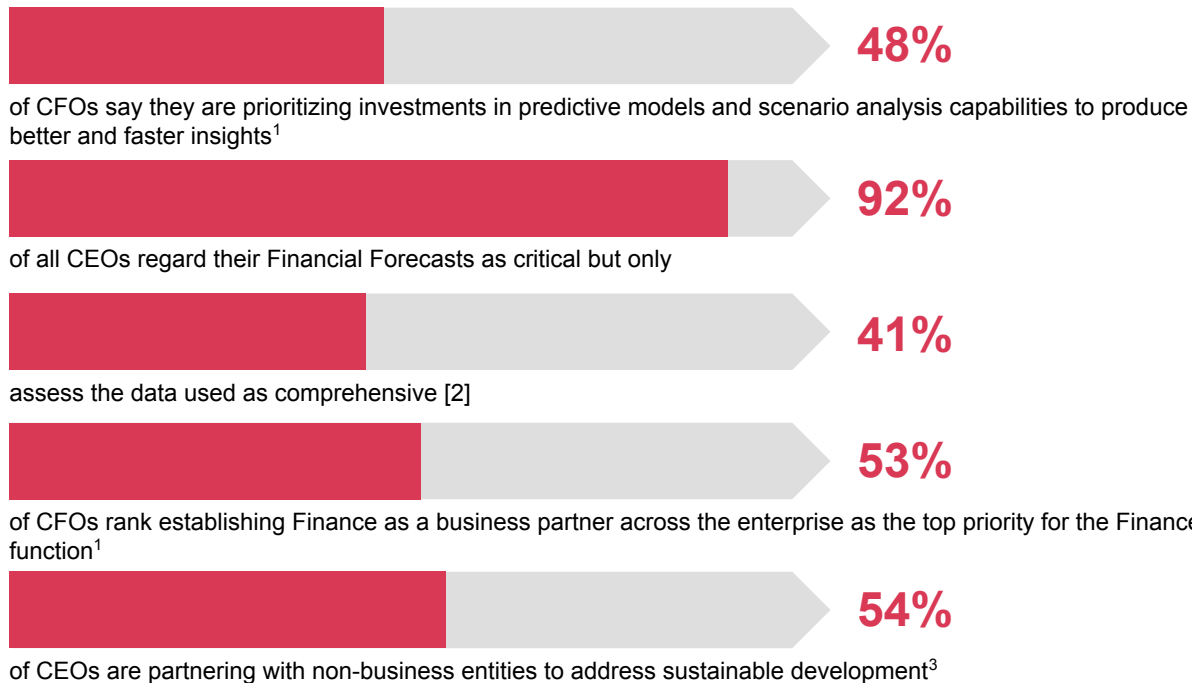 48%
of CFOs say they are prioritizing investments in predictive models and scenario analysis capabilities to produce
better and faster insights¹
92%
of all CEOs regard their Financial Forecasts as critical but only
41%
assess the data used as comprehensive [2]
53%
of CFOs rank establishing Finance as a business partner across the enterprise as the top priority for the Finance
function¹
54%
of CEOs are partnering with non-business entities to address sustainable development³